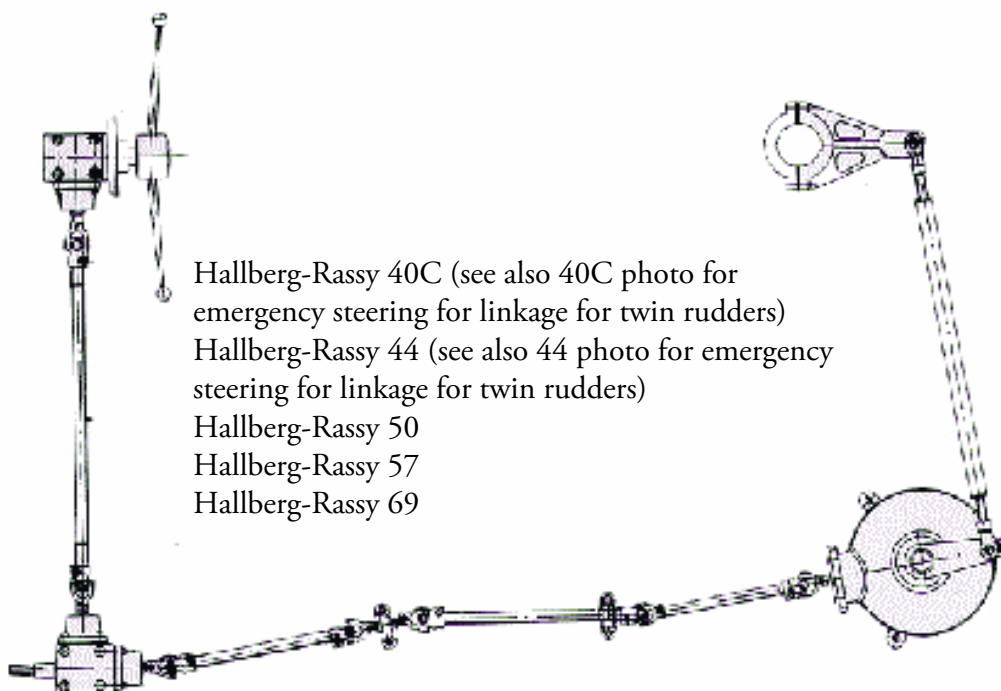 Hallberg-Rassy 40C (see also 40C photo for
emergency steering for linkage for twin rudders)
Hallberg-Rassy 44 (see also 44 photo for emergency
steering for linkage for twin rudders)
Hallberg-Rassy 50
Hallberg-Rassy 57
Hallberg-Rassy 69